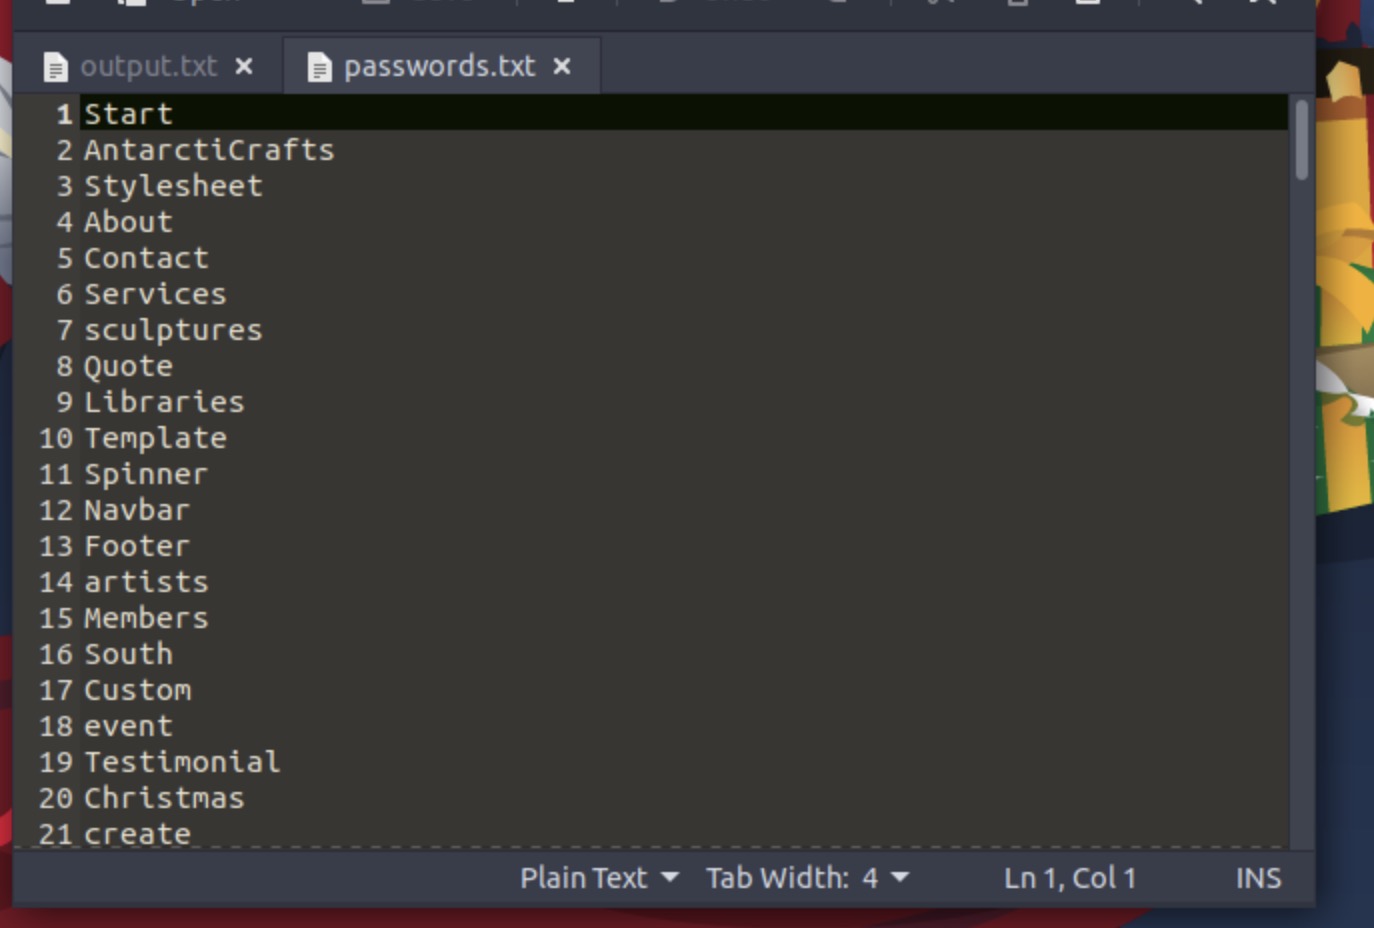 Open
output.txt × passwords.txt ×
1 Start
2 AntarctiCrafts
3 Stylesheet
4 About
5 Contact
6 Services
7 sculptures
8 Quote
9 Libraries
10 Template
11 Spinner
12 Navbar
13 Footer
14 artists
15 Members
16 South
17 Custom
18 event
19 Testimonial
20 Christmas
21 create
Plain Text Tab Width: 4 Ln 1, Col 1 INS